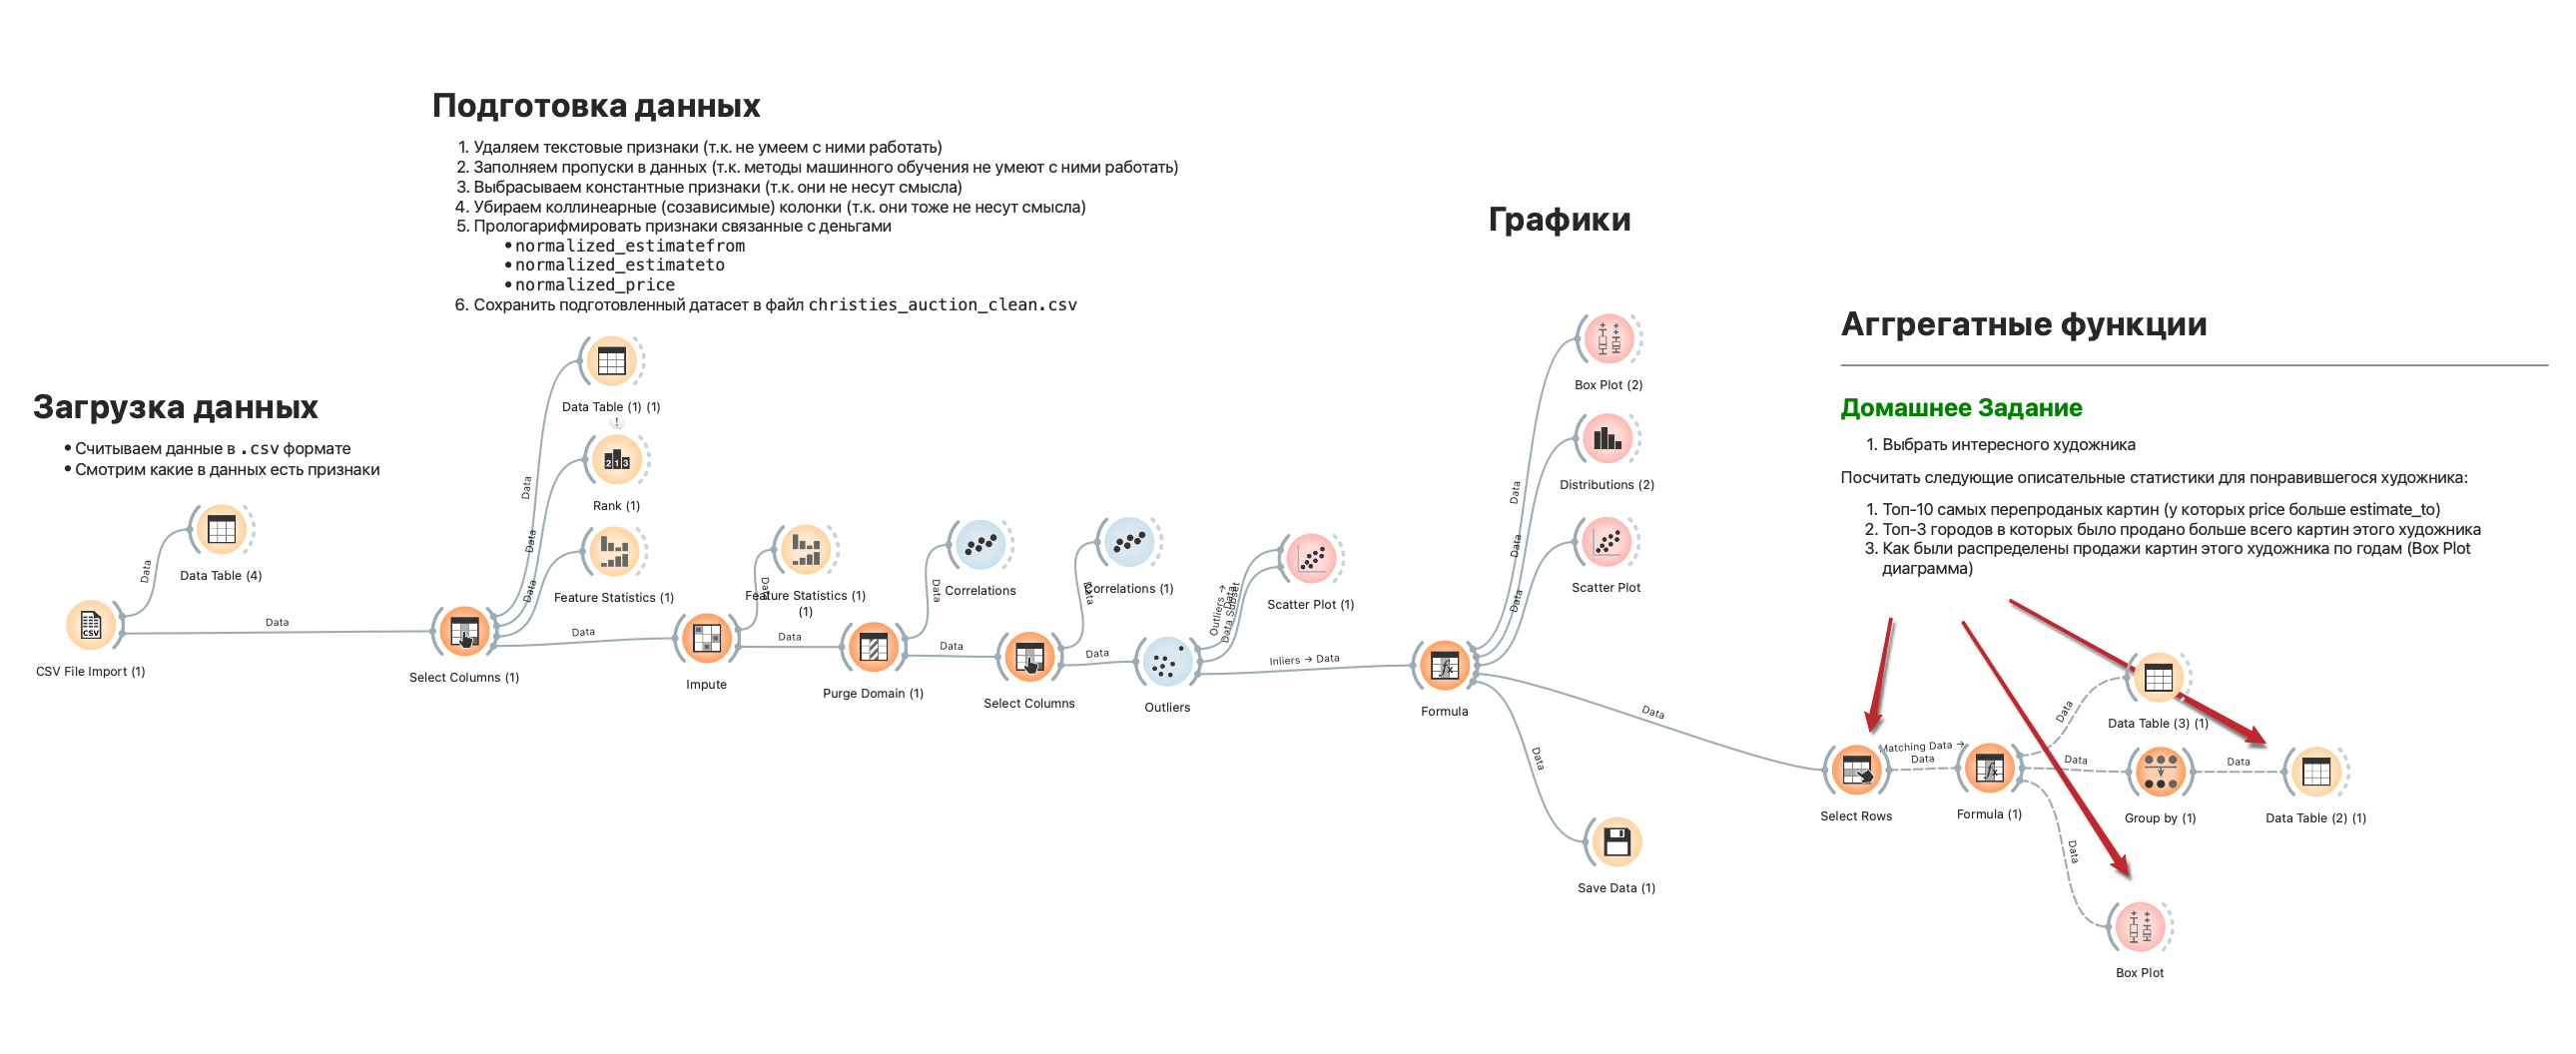 Подготовка данных
1. Удаляем текстовые признаки (т.к. не умеем с ними работать)
2. Заполняем пропуски в данных (т.к. методы машинного обучения не умеют с ними работать)
3. Выбрасываем константные признаки (т.к. они не несут смысла)
4. Убираем коллинеарные (созависимые) колонки (т.к. они тоже не несут смысла)
5. Прологарифмировать признаки связанные с деньгами
• normalized_estimatefrom
• normalized_estimateto
• normalized_price
6. Сохранить подготовленный датасет в файл christies_auction_clean.csv
Загрузка данных
• Считываем данные в .csv формате
• Смотрим какие в данных есть признаки
Data
Data Table (4)
Data
CSV File Import (1)
Data Table (1) (1)
!
Data
Rank (1)
Data
Feature Statistics (1)
Data
Select Columns (1)
Data
Impute
Data
Feature Statistics (1)
(1)
Data
Purge Domain (1)
Data
Correlations
Data
Select Columns
Data
Correlations (1)
Data
Outliers
Outliers →
Data
Data Subset
Scatter Plot (1)
Inliers → Data
Formula
Графики
Data
Box Plot (2)
Data
Distributions (2)
Data
Scatter Plot
Data
Data
Save Data (1)
Аггрегатные функции
Домашнее Задание
1. Выбрать интересного художника
Посчитать следующие описательные статистики для понравившегося художника:
1. Топ-10 самых перепроданых картин (у которых price больше estimate_to)
2. Топ-3 городов в которых было продано больше всего картин этого художника
3. Как были распределены продажи картин этого художника по годам (Box Plot
диаграмма)
Select Rows
Matching Data →
Data
Formula (1)
Data
Data Table (3) (1)
Data
Group by (1)
Data
Data Table (2) (1)
Data
Box Plot